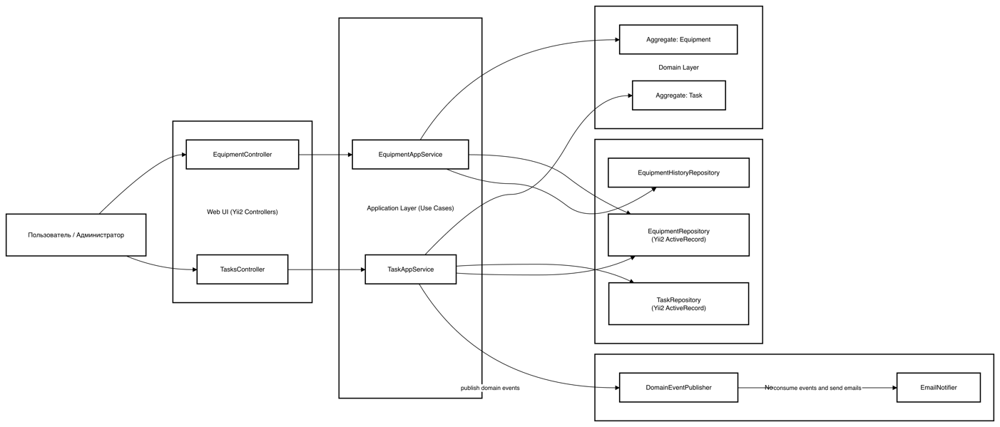 Aggregate: Equipment
Domain Layer
Aggregate: Task
EquipmentController
EquipmentAppService
EquipmentHistoryRepository
Web UI (Yii2 Controllers)
Application Layer (Use Cases)
Пользователь / Администратор
EquipmentRepository
(Yii2 ActiveRecord)
TasksController
TaskAppService
TaskRepository
(Yii2 ActiveRecord)
publish domain events
DomainEventPublisher
consume events and send emails
EmailNotifier